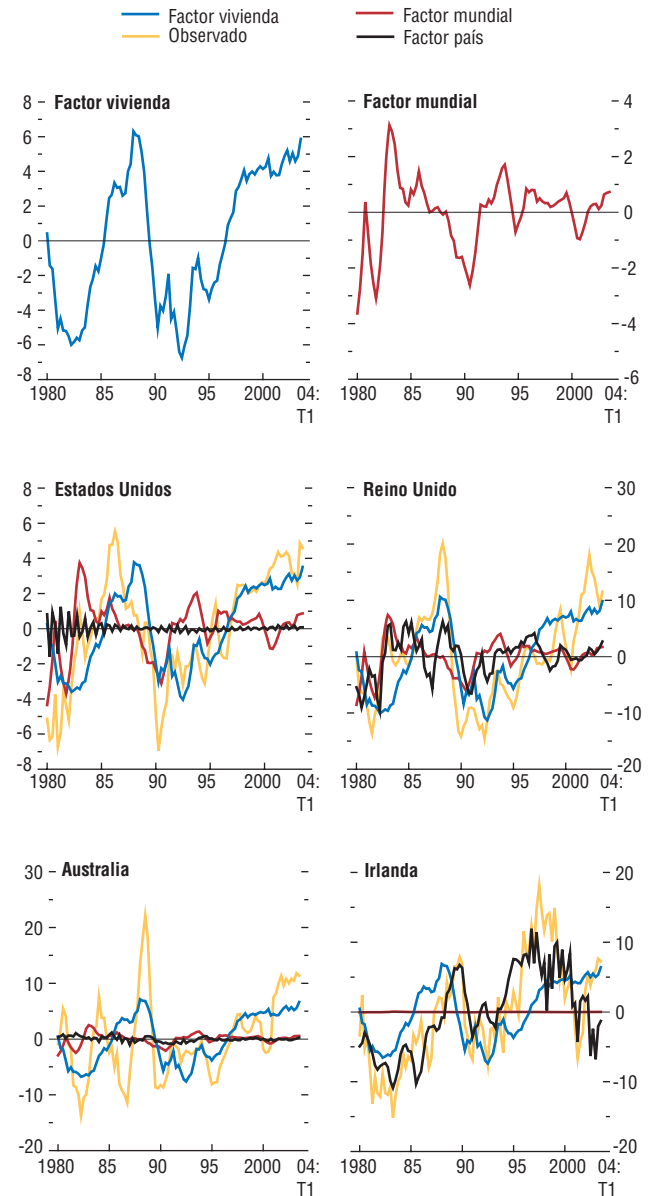 Factor vivienda
Observado
Factor mundial
Factor país
Factor vivienda
8
6
4
2
0
-2
-4
-6
-8
1980 85 90 95 2000 04:
T1
Factor mundial
4
2
0
-2
-4
-6
1980 85 90 95 2000 04:
T1
Estados Unidos
8
6
4
2
0
-2
-4
-6
-8
1980 85 90 95 2000 04:
T1
Reino Unido
30
20
10
0
-10
-20
1980 85 90 95 2000 04:
T1
Australia
30
20
10
0
-10
-20
1980 85 90 95 2000 04:
T1
Irlanda
20
10
0
-10
-20
1980 85 90 95 2000 04:
T1